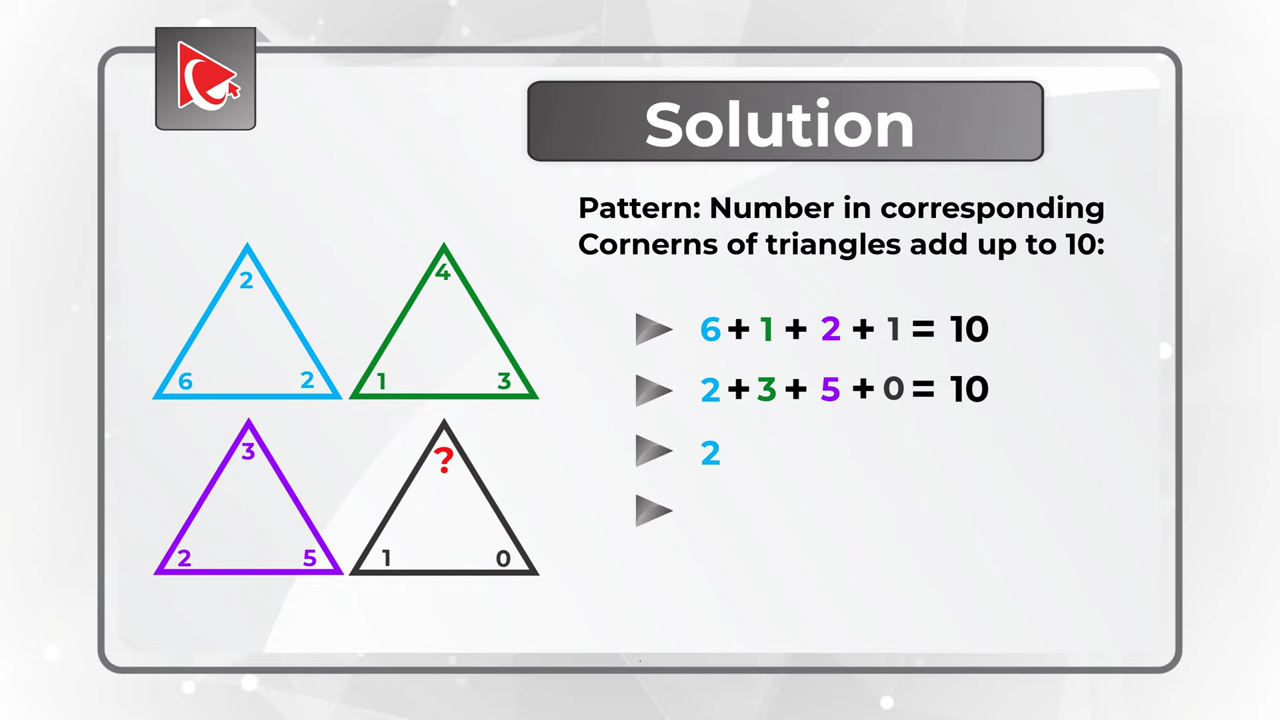 Solution
Pattern: Number in corresponding
Cornerns of triangles add up to 10:
2
6 2
4
1 3
3
2 5
?
1 0
6 + 1 + 2 + 1 = 10
2 + 3 + 5 + 0 = 10
2